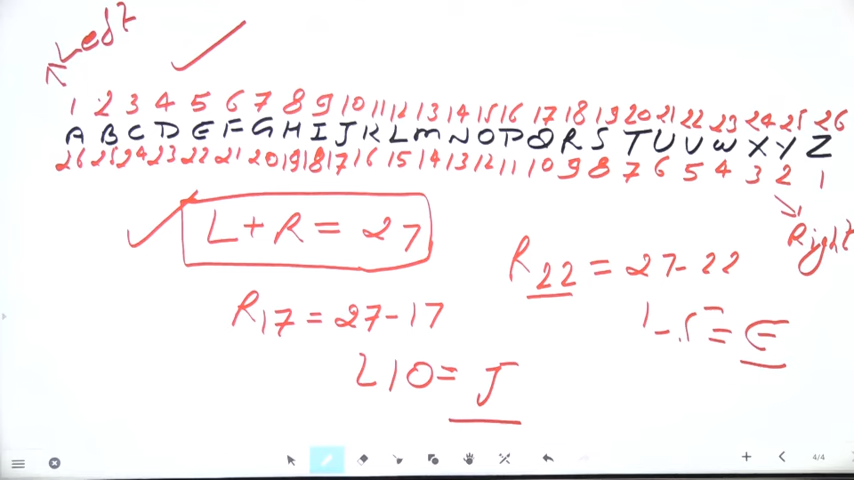 Left
1 2 3 4 5 6 7 8 9 10 11 12 13 14 15 16 17 18 19 20 21 22 23 24 25 26
A B C D E F G H I J K L M N O P Q R S T U V W X Y Z
26 25 24 23 22 21 20 19 18 17 16 15 14 13 12 11 10 9 8 7 6 5 4 3 2 1
Right
L + R = 27
R22 = 27-22
L5 = E
R17 = 27-17
L10 = J
4/4